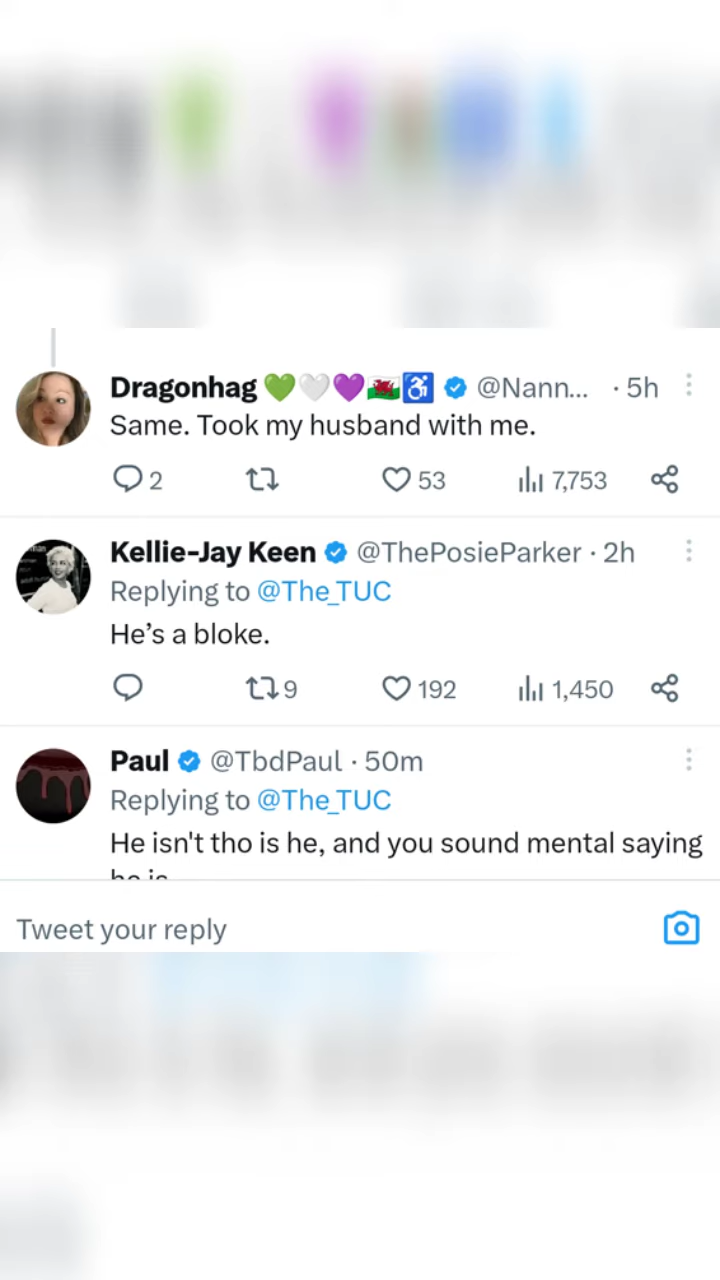 Dragonhag 💚🤍💜🏴󠁧󠁢󠁷󠁬󠁳󠁿♿ @Nann... · 5h
Same. Took my husband with me.
2 53 7,753
Kellie-Jay Keen @ThePosieParker · 2h
Replying to @The_TUC
He's a bloke.
9 192 1,450
Paul @TbdPaul · 50m
Replying to @The_TUC
He isn't tho is he, and you sound mental saying
he is
Tweet your reply